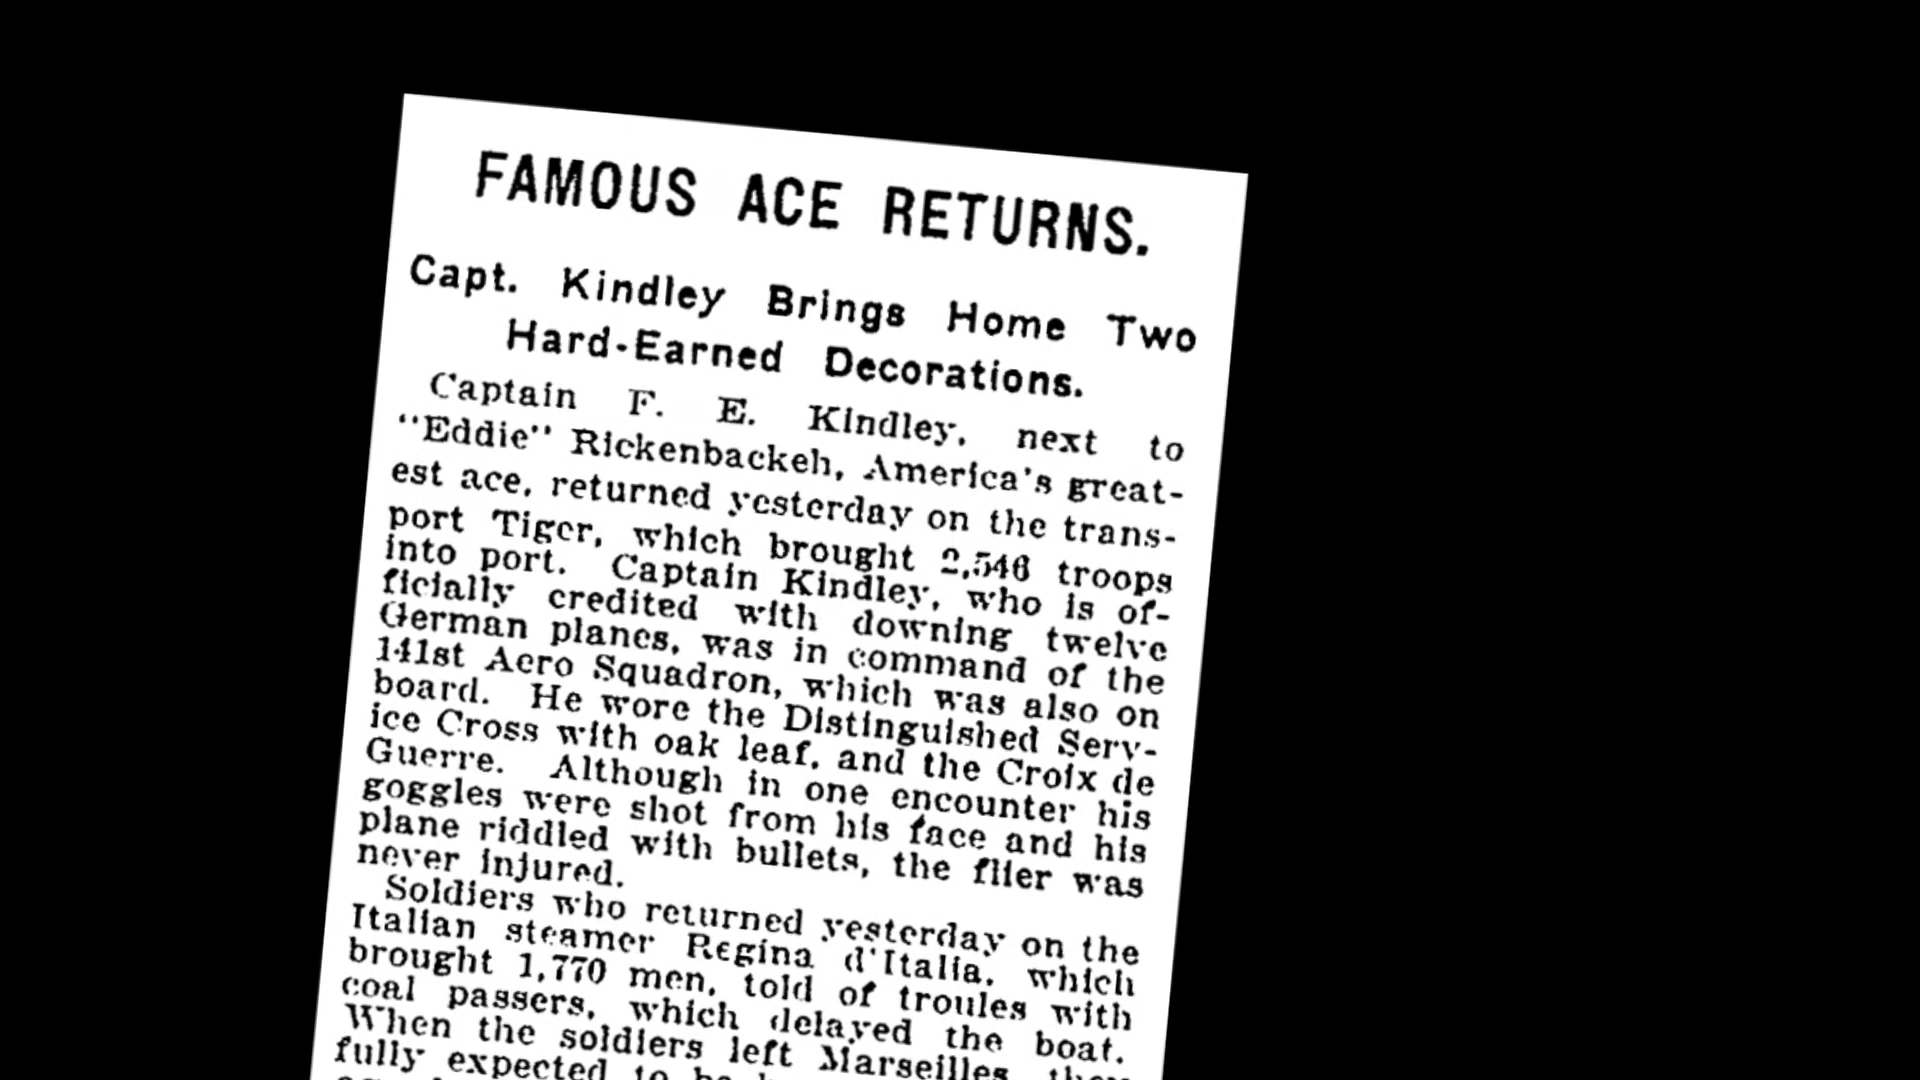 FAMOUS ACE RETURNS.
Capt. Kindley Brings Home Two
Hard-Earned Decorations.
Captain F. E. Kindley, next to
"Eddie" Rickenbackeh, America's great-
est ace, returned yesterday on the trans-
port Tiger, which brought 2,546 troops
into port. Captain Kindley, who is of-
ficially credited with downing twelve
German planes, was in command of the
141st Aero Squadron, which was also on
board. He wore the Distinguished Serv-
ice Cross with oak leaf, and the Croix de
Guerre. Although in one encounter his
goggles were shot from his face and his
plane riddled with bullets, the flier was
never injured.
Soldiers who returned yesterday on the
Italian steamer Regina d'Italia, which
brought 1,770 men, told of troules with
coal passers, which delayed the boat.
When the soldiers left Marseilles they
fully expected to be